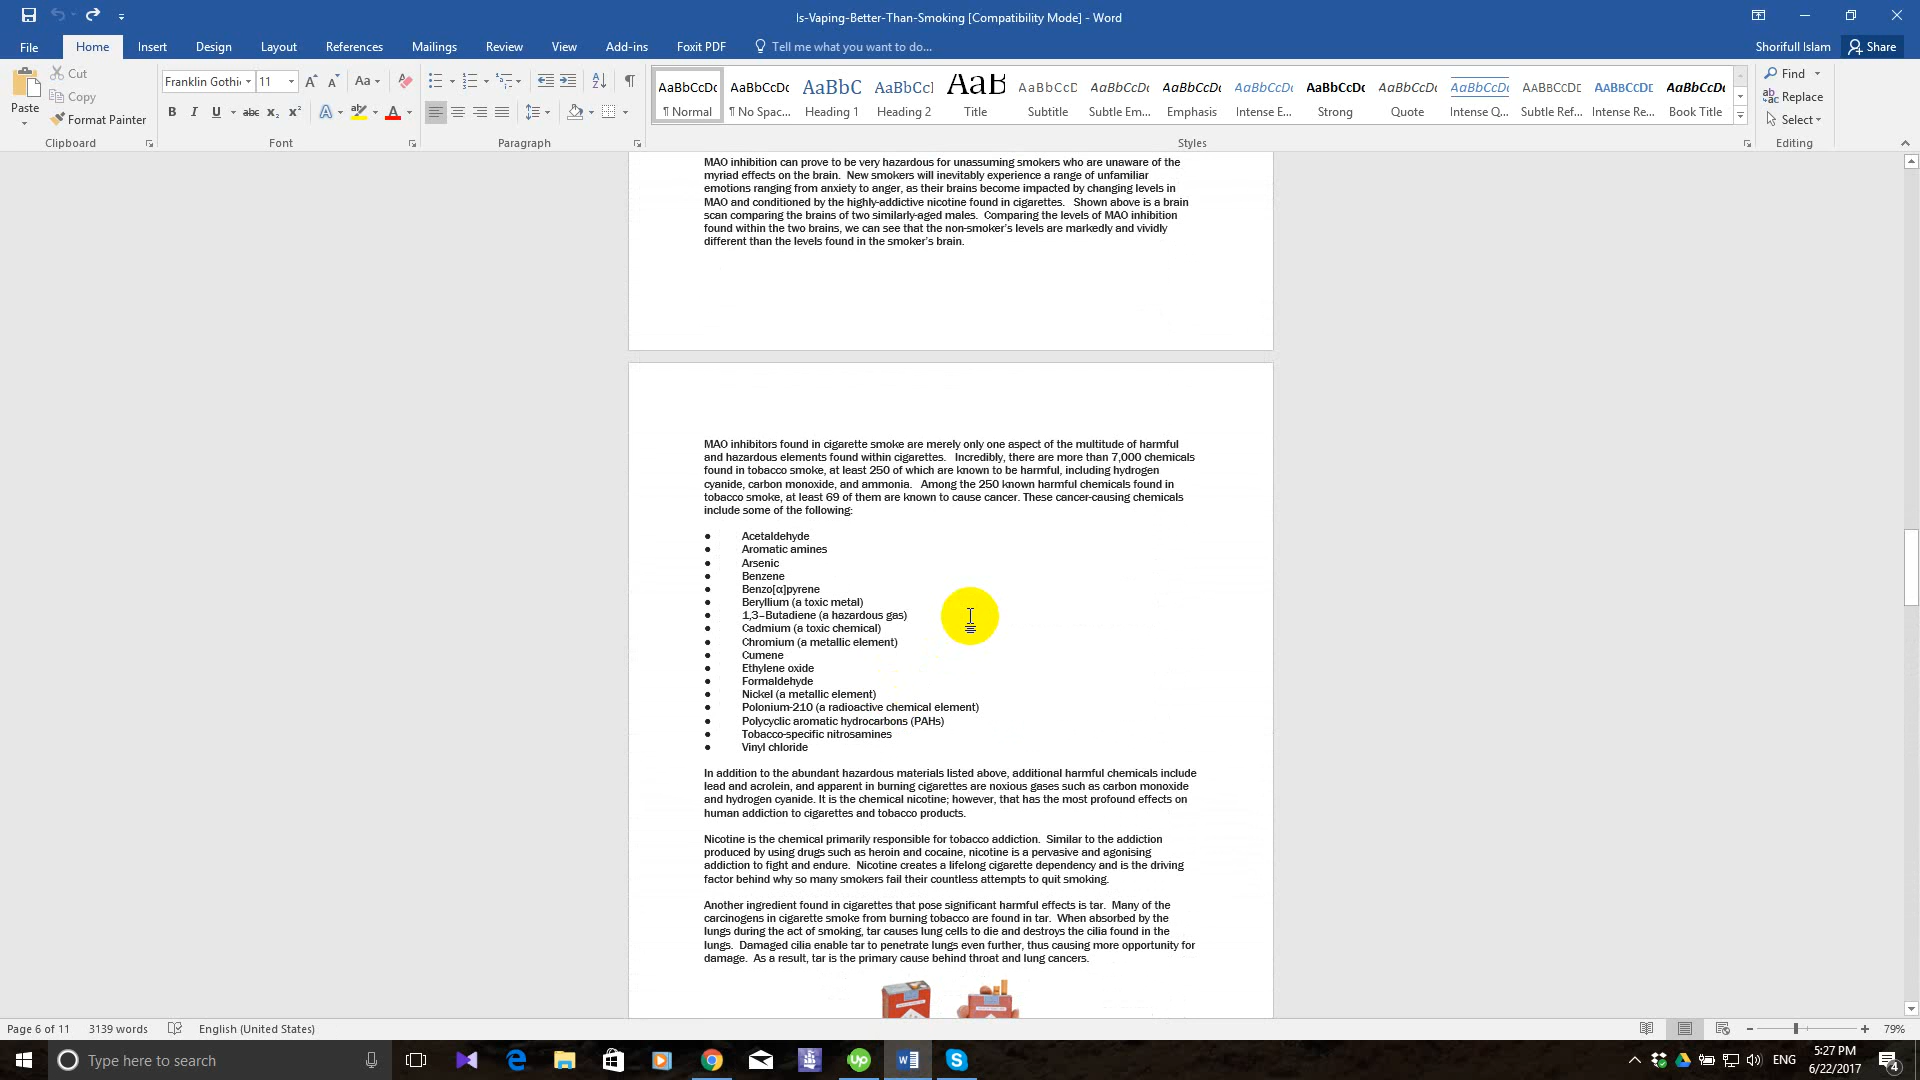 Is-Vaping-Better-Than-Smoking [Compatibility Mode] - Word
File Home Insert Design Layout References Mailings Review View Add-ins Foxit PDF Tell me what you want to do... Shorifull Islam Share
Paste
Cut
Copy
Format Painter
Clipboard
Franklin Gothic 11
Font
Paragraph
AaBbCcDc AaBbCcDc AaBbC AaBbCc] AaB AaBbCcD AaBbCcDc AaBbCcDc AaBbCcDc AaBbCcDc AaBbCcDc AaBbCcDc AABBCCDE AABBCCDE AaBbCcDc
¶ Normal ¶ No Spac... Heading 1 Heading 2 Title Subtitle Subtle Em... Emphasis Intense E... Strong Quote Intense Q... Subtle Ref... Intense Re... Book Title
Styles
Find
Replace
Select
Editing
MAO inhibition can prove to be very hazardous for unassuming smokers who are unaware of the
myriad effects on the brain.  New smokers will inevitably experience a range of unfamiliar
emotions ranging from anxiety to anger, as their brains become impacted by changing levels in
MAO and conditioned by the highly-addictive nicotine found in cigarettes.   Shown above is a brain
scan comparing the brains of two similarly-aged males.  Comparing the levels of MAO inhibition
found within the two brains, we can see that the non-smoker's levels are markedly and vividly
different than the levels found in the smoker's brain.
MAO inhibitors found in cigarette smoke are merely only one aspect of the multitude of harmful
and hazardous elements found within cigarettes.   Incredibly, there are more than 7,000 chemicals
found in tobacco smoke, at least 250 of which are known to be harmful, including hydrogen
cyanide, carbon monoxide, and ammonia.   Among the 250 known harmful chemicals found in
tobacco smoke, at least 69 of them are known to cause cancer. These cancer-causing chemicals
include some of the following:
● Acetaldehyde
● Aromatic amines
● Arsenic
● Benzene
● Benzo[α]pyrene
● Beryllium (a toxic metal)
● 1,3–Butadiene (a hazardous gas)
● Cadmium (a toxic chemical)
● Chromium (a metallic element)
● Cumene
● Ethylene oxide
● Formaldehyde
● Nickel (a metallic element)
● Polonium-210 (a radioactive chemical element)
● Polycyclic aromatic hydrocarbons (PAHs)
● Tobacco-specific nitrosamines
● Vinyl chloride
In addition to the abundant hazardous materials listed above, additional harmful chemicals include
lead and acrolein, and apparent in burning cigarettes are noxious gases such as carbon monoxide
and hydrogen cyanide. It is the chemical nicotine; however, that has the most profound effects on
human addiction to cigarettes and tobacco products.
Nicotine is the chemical primarily responsible for tobacco addiction.  Similar to the addiction
produced by using drugs such as heroin and cocaine, nicotine is a pervasive and agonising
addiction to fight and endure.  Nicotine creates a lifelong cigarette dependency and is the driving
factor behind why so many smokers fail their countless attempts to quit smoking.
Another ingredient found in cigarettes that pose significant harmful effects is tar.  Many of the
carcinogens in cigarette smoke from burning tobacco are found in tar.  When absorbed by the
lungs during the act of smoking, tar causes lung cells to die and destroys the cilia found in the
lungs.  Damaged cilia enable tar to penetrate lungs even further, thus causing more opportunity for
damage.  As a result, tar is the primary cause behind throat and lung cancers.
Page 6 of 11 3139 words English (United States) 79%
Type here to search
ENG
5:27 PM
6/22/2017
4